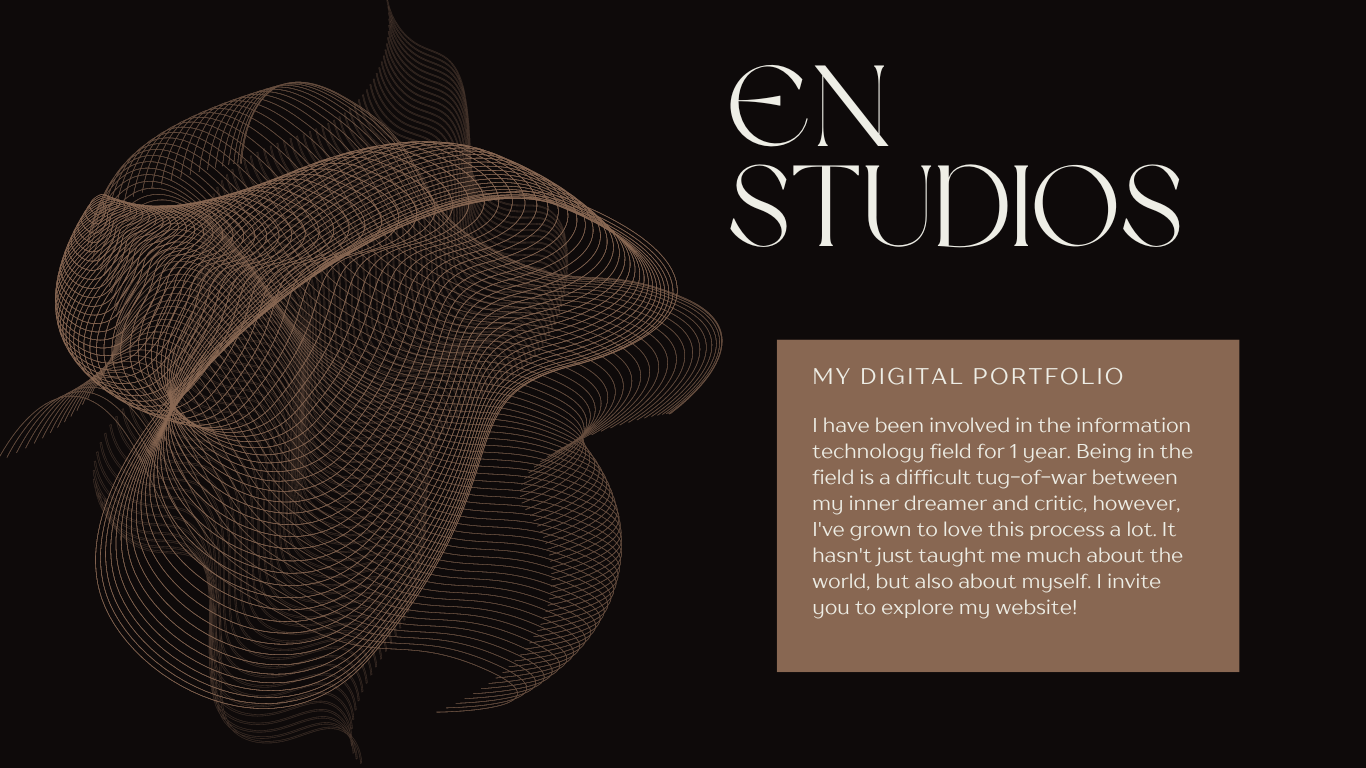 EN
STUDIOS
MY DIGITAL PORTFOLIO
I have been involved in the information
technology field for 1 year. Being in the
field is a difficult tug-of-war between
my inner dreamer and critic, however,
I've grown to love this process a lot. It
hasn't just taught me much about the
world, but also about myself. I invite
you to explore my website!